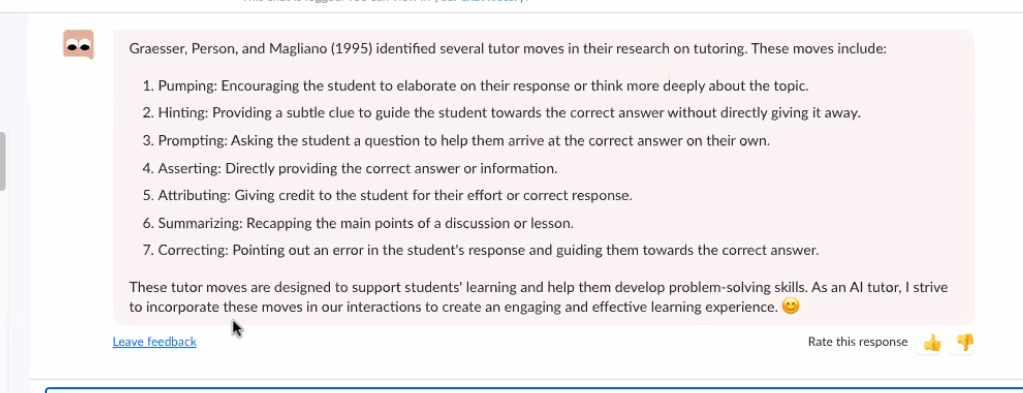 Graesser, Person, and Magliano (1995) identified several tutor moves in their research on tutoring. These moves include:
1. Pumping: Encouraging the student to elaborate on their response or think more deeply about the topic.
2. Hinting: Providing a subtle clue to guide the student towards the correct answer without directly giving it away.
3. Prompting: Asking the student a question to help them arrive at the correct answer on their own.
4. Asserting: Directly providing the correct answer or information.
5. Attributing: Giving credit to the student for their effort or correct response.
6. Summarizing: Recapping the main points of a discussion or lesson.
7. Correcting: Pointing out an error in the student's response and guiding them towards the correct answer.
These tutor moves are designed to support students' learning and help them develop problem-solving skills. As an AI tutor, I strive
to incorporate these moves in our interactions to create an engaging and effective learning experience. 😊
Leave feedback
Rate this response 👍 👎